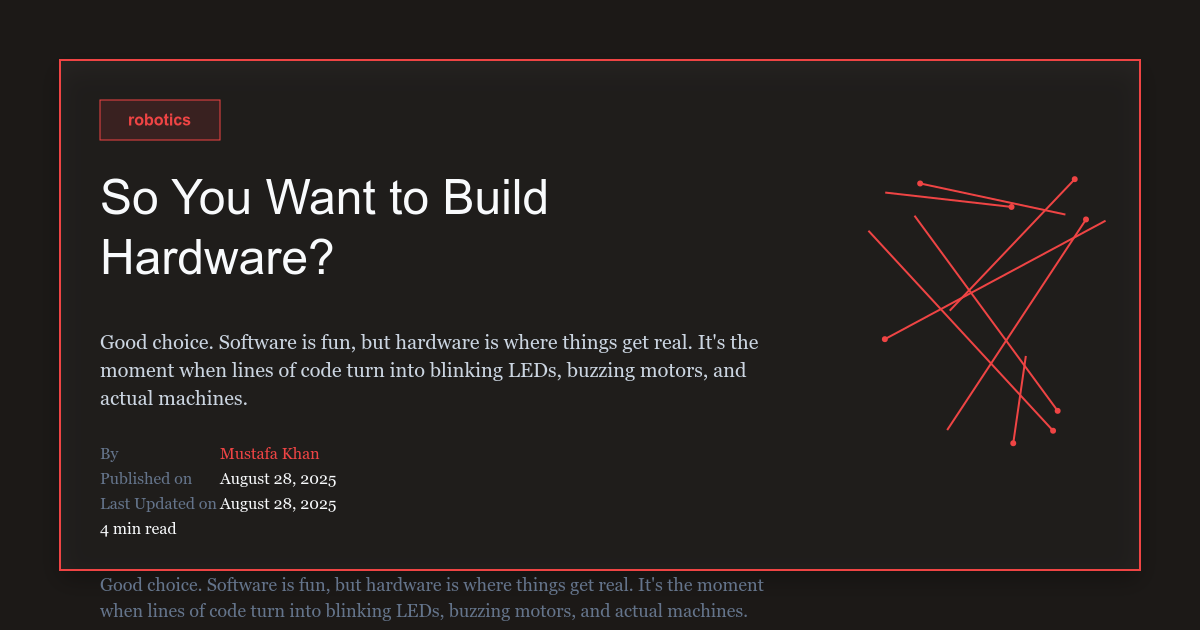 robotics
So You Want to Build
Hardware?
Good choice. Software is fun, but hardware is where things get real. It's the
moment when lines of code turn into blinking LEDs, buzzing motors, and
actual machines.
By Mustafa Khan
Published on August 28, 2025
Last Updated on August 28, 2025
4 min read
Good choice. Software is fun, but hardware is where things get real. It's the moment
when lines of code turn into blinking LEDs, buzzing motors, and actual machines.